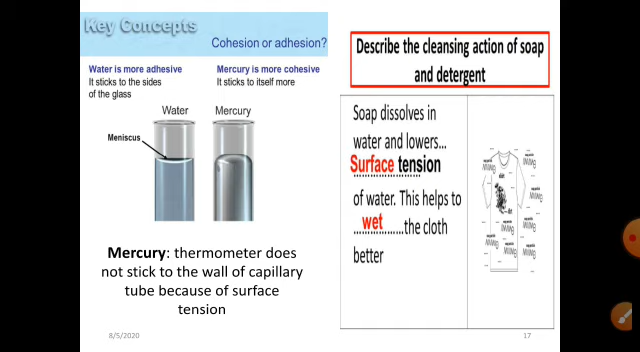 Key Concepts
Cohesion or adhesion?
Water is more adhesive
It sticks to the sides
of the glass
Mercury is more cohesive
It sticks to itself more
Water
Mercury
Meniscus
Mercury: thermometer does
not stick to the wall of capillary
tube because of surface
tension
8/5/2020
Describe the cleansing action of soap
and detergent
Soap dissolves in
water and lowers...
Surface tension
of water. This helps to
wet the cloth
better
17